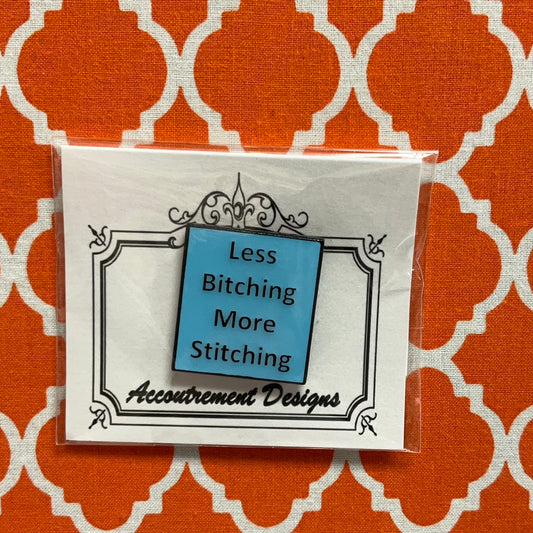 Less
Bitching
More
Stitching
Accoutrement Designs